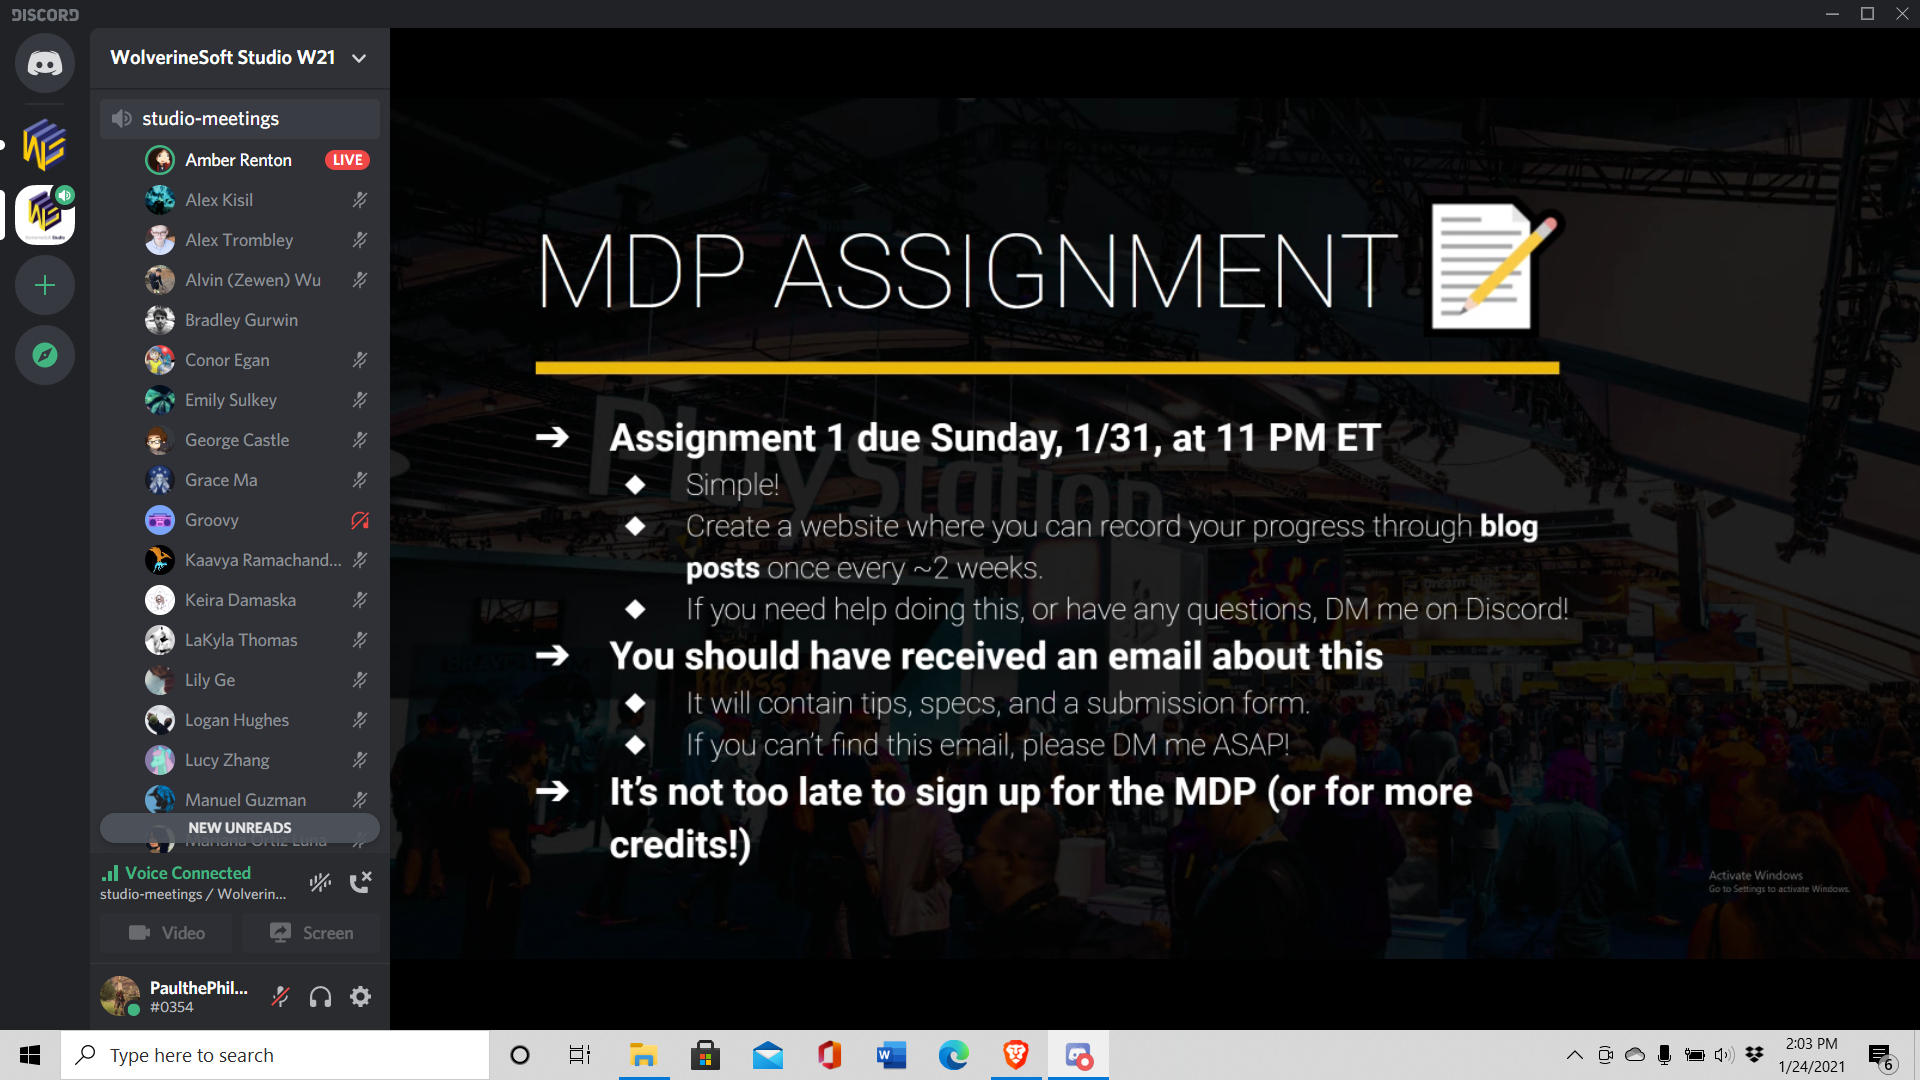 DISCORD
WolverineSoft Studio W21
studio-meetings
Amber Renton LIVE
Alex Kisil
Alex Trombley
Alvin (Zewen) Wu
Bradley Gurwin
Conor Egan
Emily Sulkey
George Castle
Grace Ma
Groovy
Kaavya Ramachand...
Keira Damaska
LaKyla Thomas
Lily Ge
Logan Hughes
Lucy Zhang
Manuel Guzman
NEW UNREADS
Mariana Ortiz Luna
Voice Connected
studio-meetings / Wolverin...
Video Screen
PaulthePhil...
#0354
MDP ASSIGNMENT
PlayStation
➔ Assignment 1 due Sunday, 1/31, at 11 PM ET
◆ Simple!
◆ Create a website where you can record your progress through blog
posts once every ~2 weeks.
◆ If you need help doing this, or have any questions, DM me on Discord!
➔ You should have received an email about this
◆ It will contain tips, specs, and a submission form.
◆ If you can't find this email, please DM me ASAP!
➔ It's not too late to sign up for the MDP (or for more
credits!)
Activate Windows
Go to Settings to activate Windows.
Type here to search
2:03 PM
1/24/2021
6